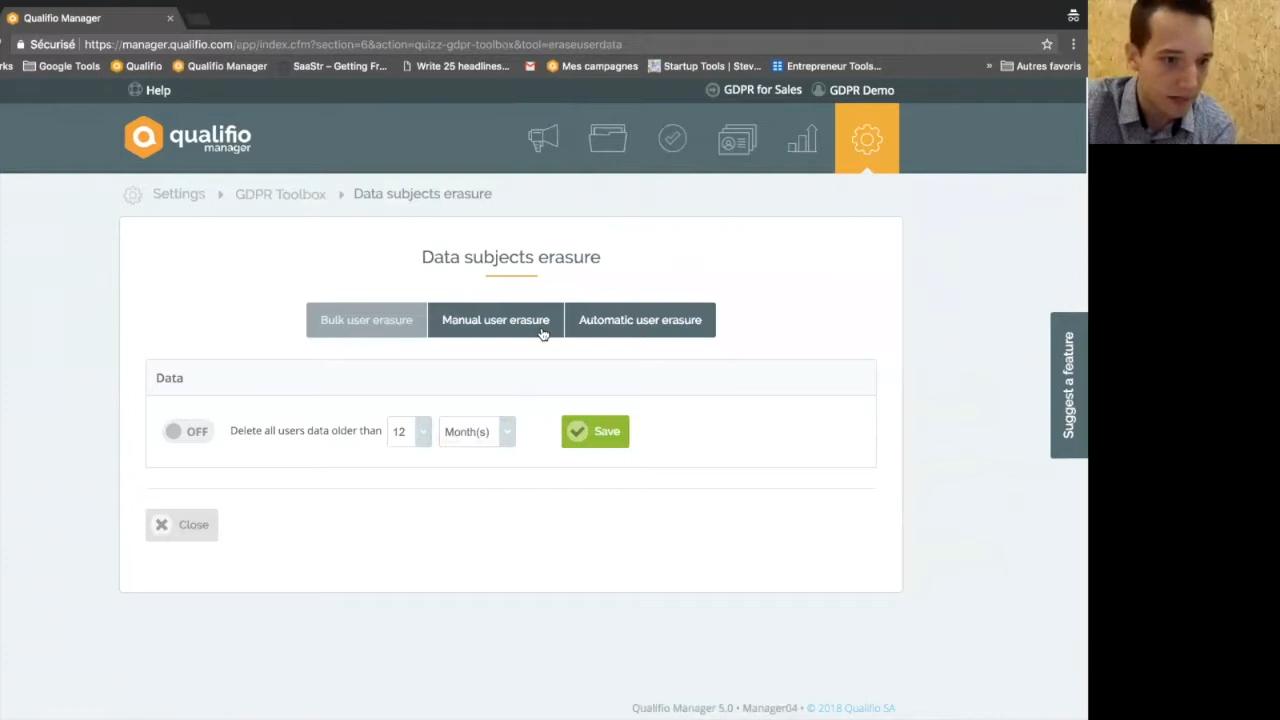 Qualifio Manager
Sécurisé https://manager.qualifio.com/app/index.cfm?section=6&action=quizz-gdpr-toolbox&tool=eraseuserdata
rks Google Tools Qualifio Qualifio Manager SaaStr – Getting Fr... Write 25 headlines... Mes campagnes Startup Tools | Stev... Entrepreneur Tools... » Autres favoris
Help GDPR for Sales GDPR Demo
qualifio
manager
Settings GDPR Toolbox Data subjects erasure
Data subjects erasure
Bulk user erasure Manual user erasure Automatic user erasure
Data
OFF Delete all users data older than 12 Month(s) Save
Close
Suggest a feature
Qualifio Manager 5.0 • Manager04 • © 2018 Qualifio SA